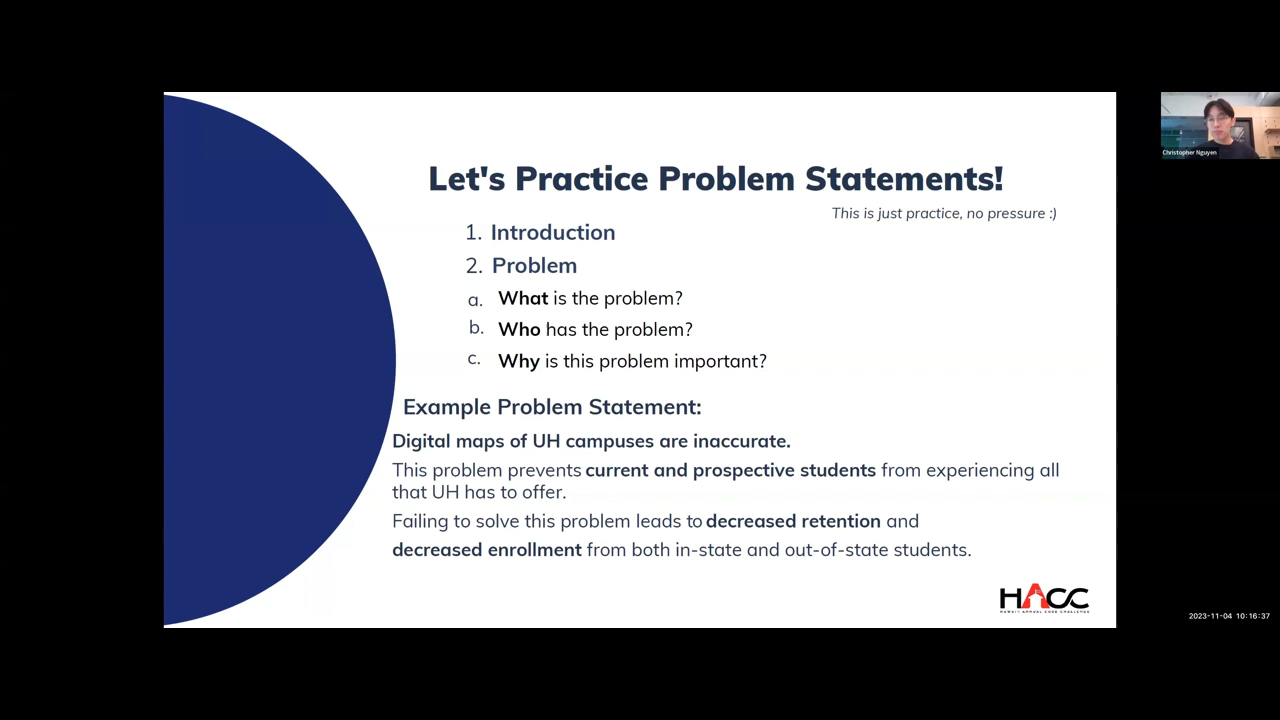 Let's Practice Problem Statements!
This is just practice, no pressure :)
1. Introduction
2. Problem
a. What is the problem?
b. Who has the problem?
c. Why is this problem important?
Example Problem Statement:
Digital maps of UH campuses are inaccurate.
This problem prevents current and prospective students from experiencing all
that UH has to offer.
Failing to solve this problem leads to decreased retention and
decreased enrollment from both in-state and out-of-state students.
HACC
HAWAII ANNUAL CODE CHALLENGE
Christopher Nguyen
2023-11-04 10:16:37